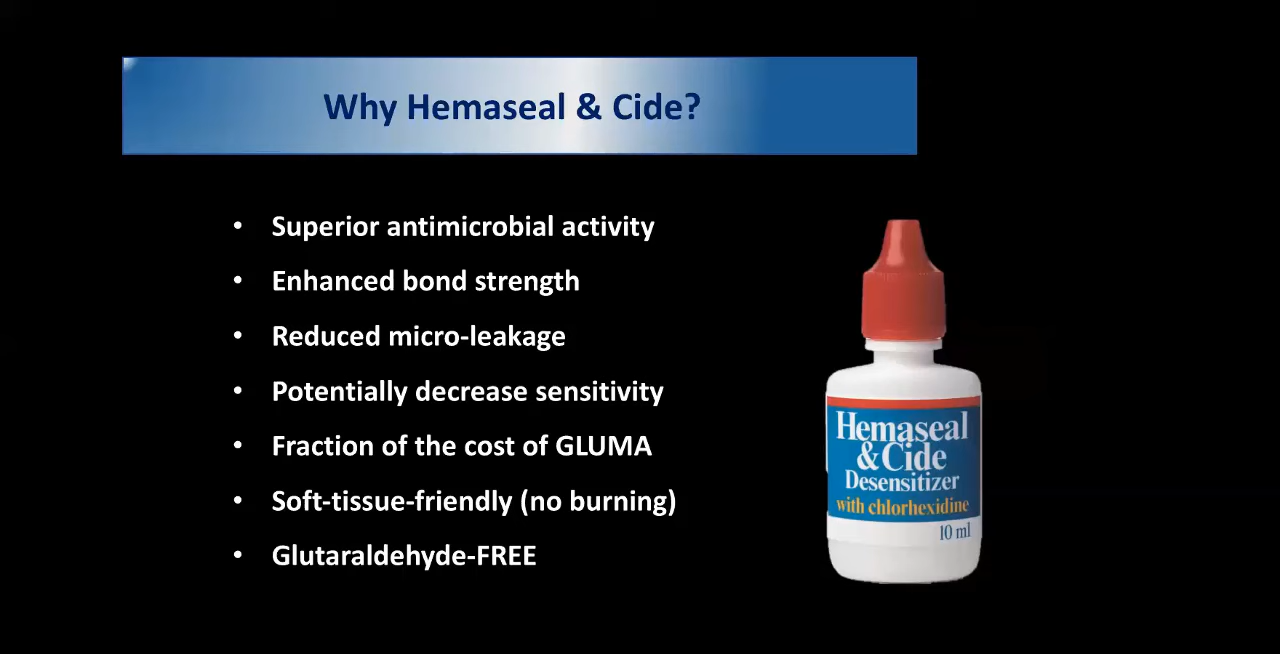 Why Hemaseal & Cide?
• Superior antimicrobial activity
• Enhanced bond strength
• Reduced micro-leakage
• Potentially decrease sensitivity
• Fraction of the cost of GLUMA
• Soft-tissue-friendly (no burning)
• Glutaraldehyde-FREE
Hemaseal
&Cide
Desensitizer
with chlorhexidine
10 ml